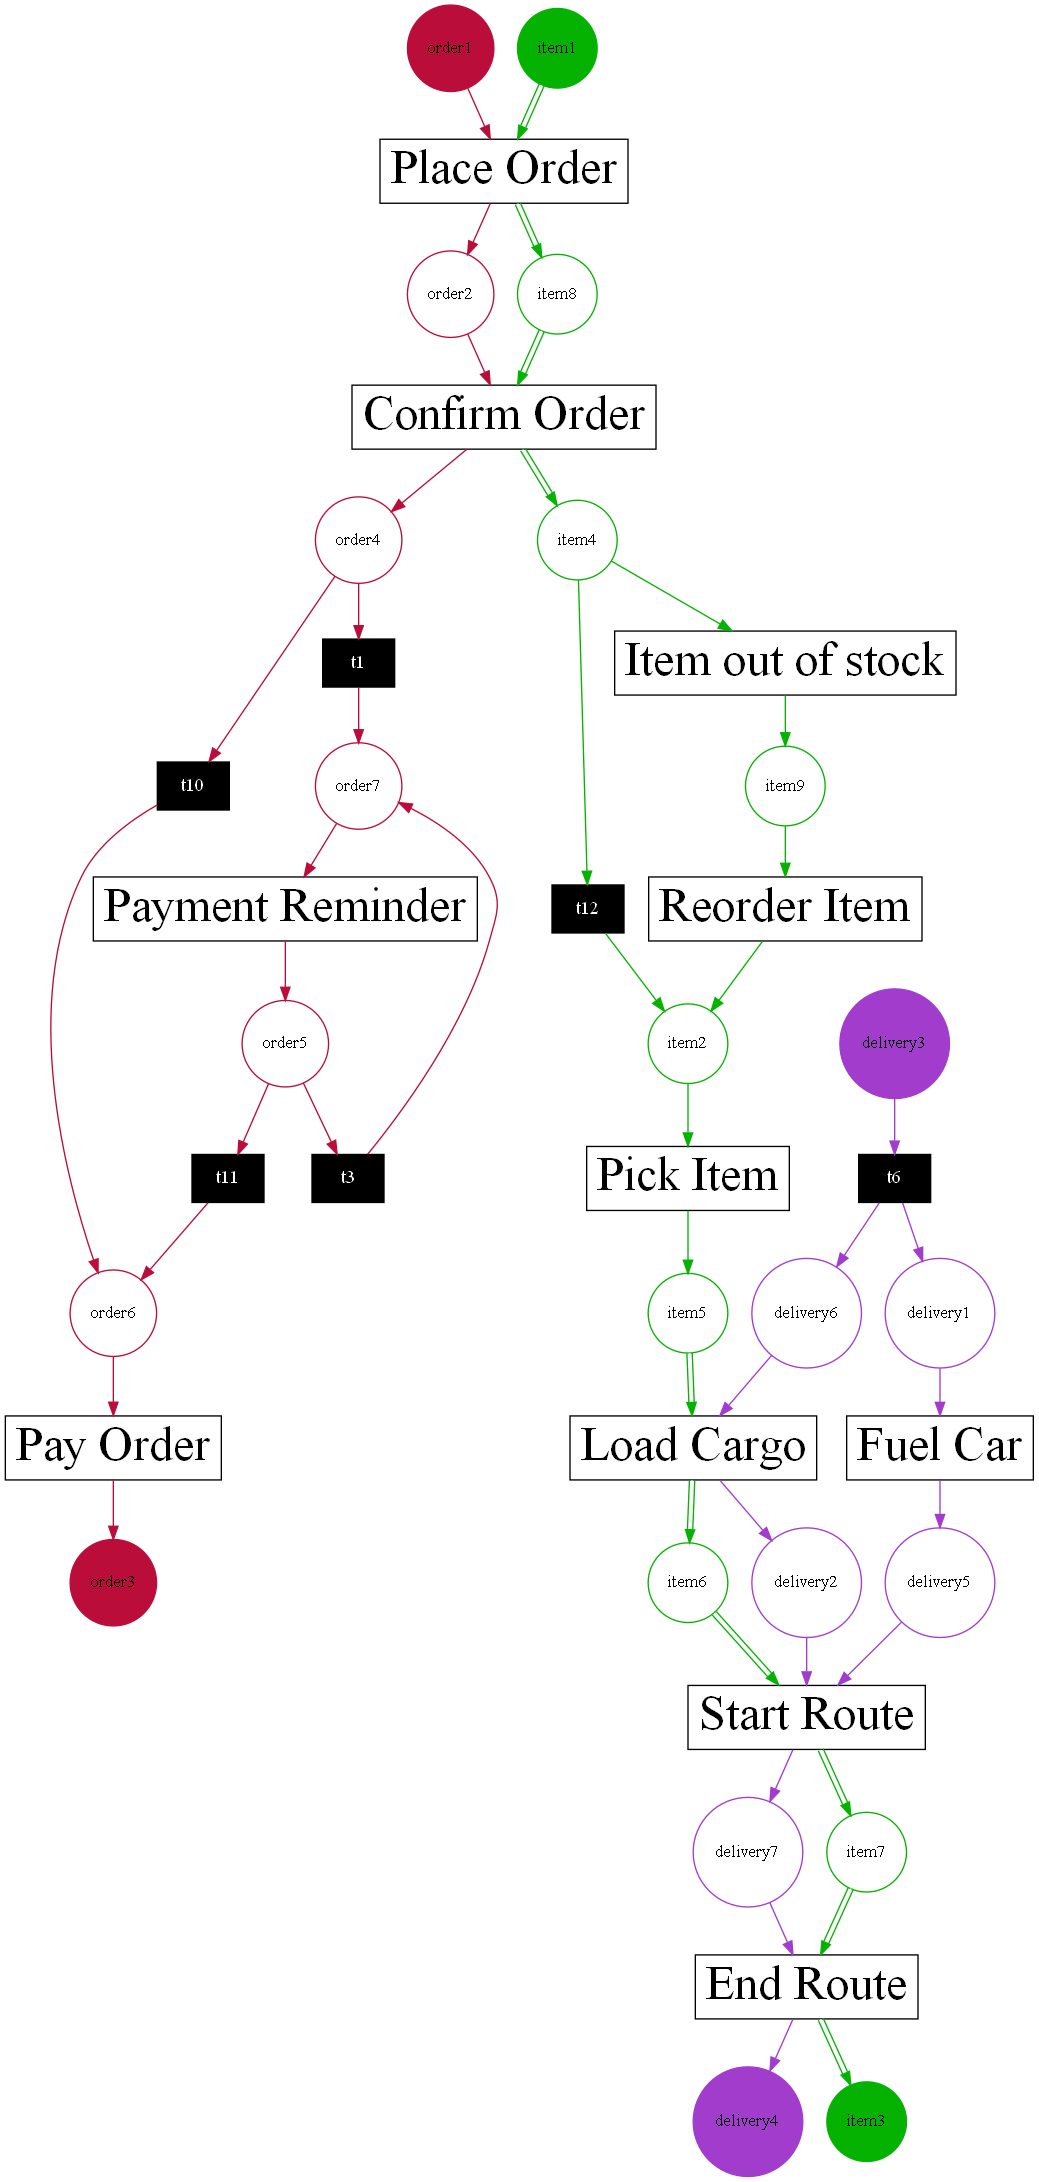 order1
item1
Place Order
order2
item8
Confirm Order
order4
item4
t1
Item out of stock
t10
order7
item9
Payment Reminder
t12
Reorder Item
order5
item2
delivery3
t11
t3
Pick Item
t6
order6
item5
delivery6
delivery1
Pay Order
Load Cargo
Fuel Car
order3
item6
delivery2
delivery5
Start Route
delivery7
item7
End Route
delivery4
item3